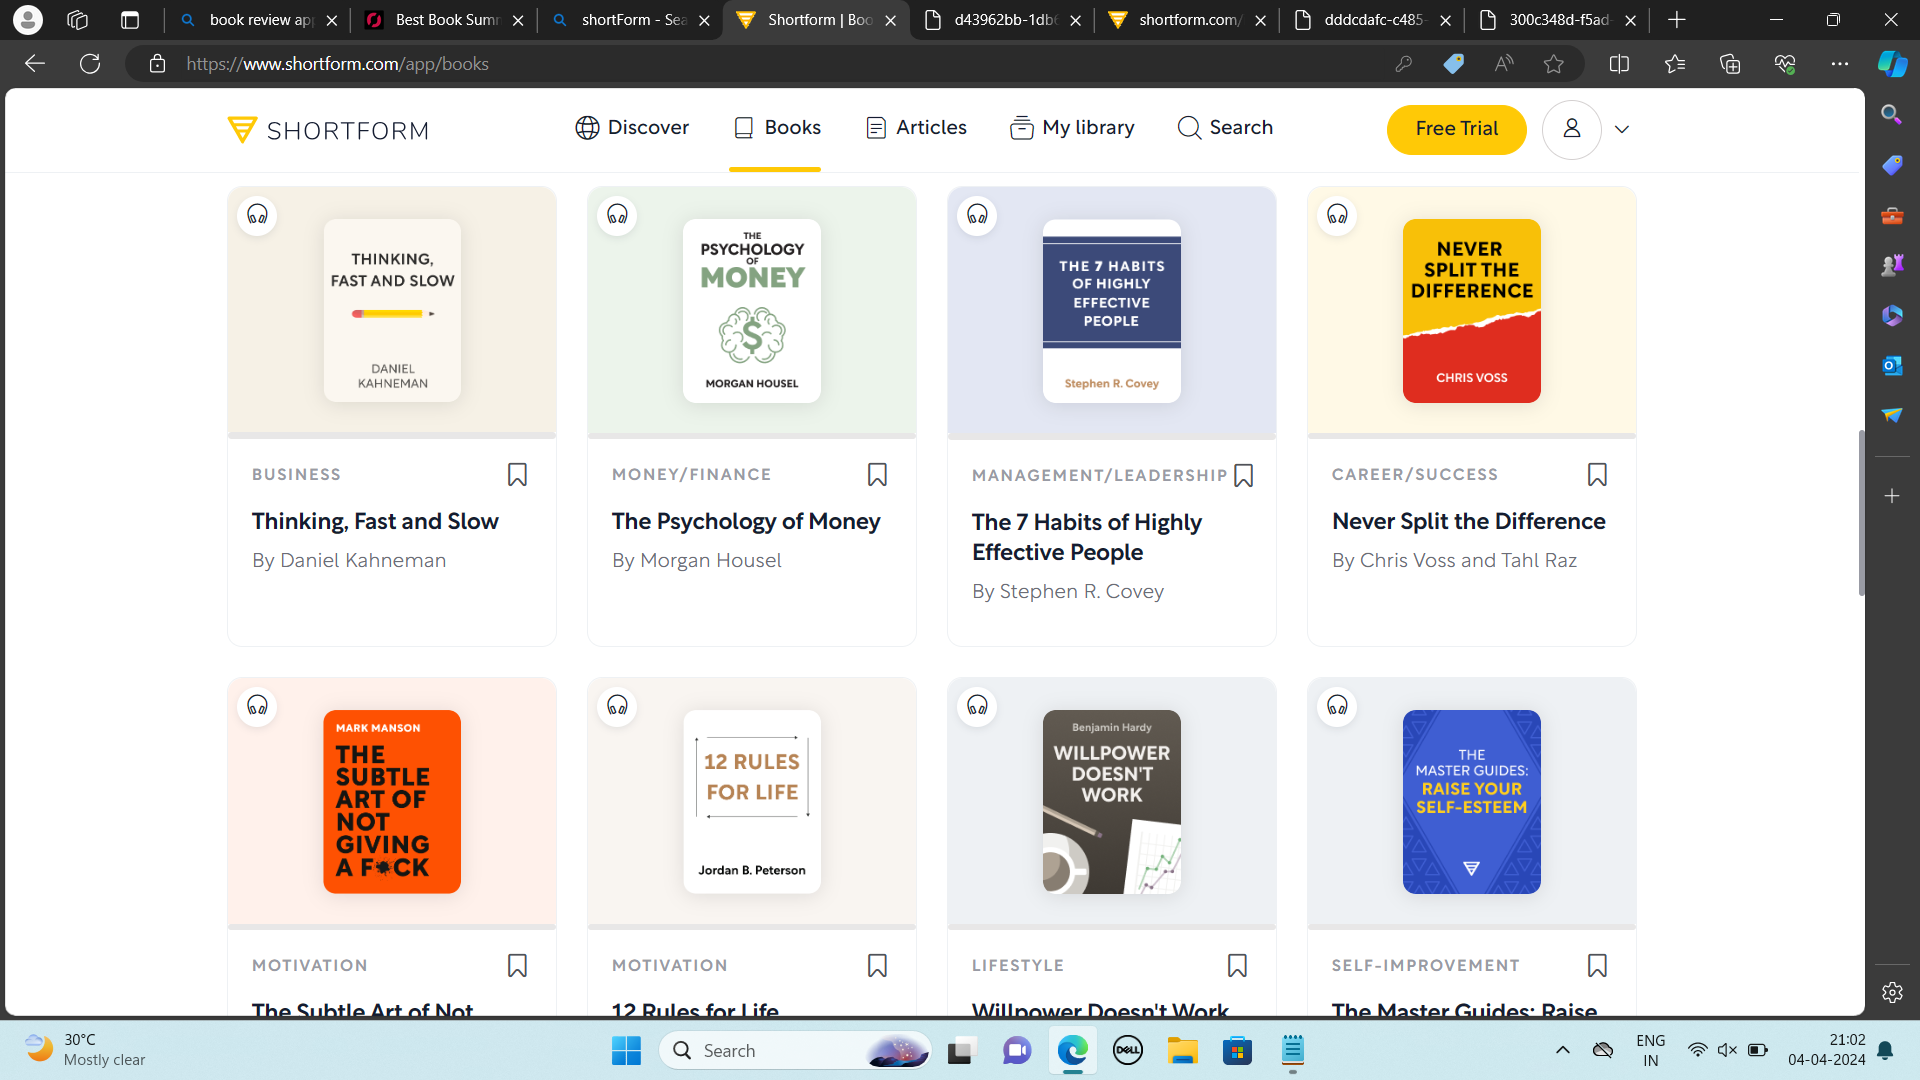 book review ap
Best Book Sumn
shortForm - Sea
Shortform | Boo
d43962bb-1db6
shortform.com/
dddcdafc-c485-
300c348d-f5ad-
https://www.shortform.com/app/books
SHORTFORM
Discover
Books
Articles
My library
Search
Free Trial
THINKING,
FAST AND SLOW
DANIEL
KAHNEMAN
BUSINESS
Thinking, Fast and Slow
By Daniel Kahneman
THE
PSYCHOLOGY
OF
MONEY
$
MORGAN HOUSEL
MONEY/FINANCE
The Psychology of Money
By Morgan Housel
THE 7 HABITS
OF HIGHLY
EFFECTIVE
PEOPLE
Stephen R. Covey
MANAGEMENT/LEADERSHIP
The 7 Habits of Highly
Effective People
By Stephen R. Covey
NEVER
SPLIT THE
DIFFERENCE
CHRIS VOSS
CAREER/SUCCESS
Never Split the Difference
By Chris Voss and Tahl Raz
MARK MANSON
THE
SUBTLE
ART OF
NOT
GIVING
A F*CK
MOTIVATION
The Subtle Art of Not
12 RULES
FOR LIFE
Jordan B. Peterson
MOTIVATION
12 Rules for Life
Benjamin Hardy
WILLPOWER
DOESN'T
WORK
LIFESTYLE
Willpower Doesn't Work
THE
MASTER GUIDES:
RAISE YOUR
SELF-ESTEEM
SELF-IMPROVEMENT
The Master Guides: Raise
30°C
Mostly clear
Search
DELL
ENG
IN
21:02
04-04-2024